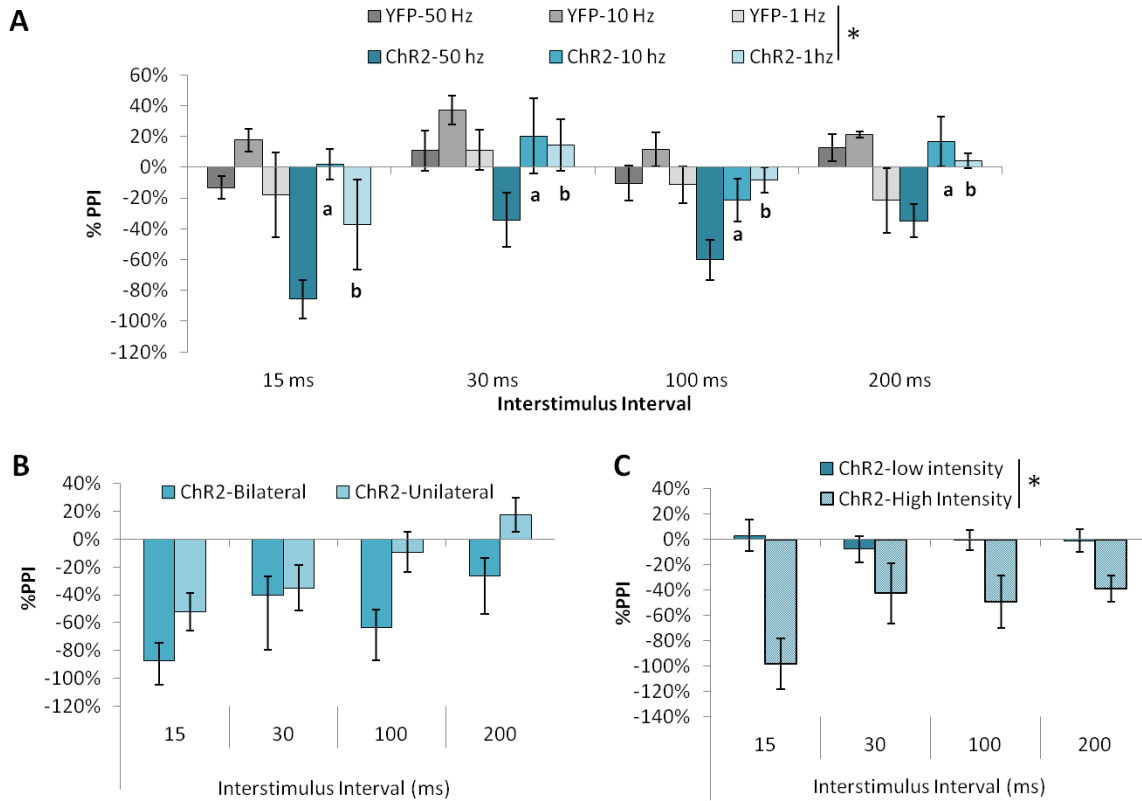 A
YFP-50 Hz YFP-10 Hz YFP-1 Hz
ChR2-50 hz ChR2-10 hz ChR2-1hz
*
60%
40%
20%
0%
-20%
-40%
-60%
-80%
-100%
-120%
% PPI
a
b
a
b
a
b
a
b
15 ms 30 ms 100 ms 200 ms
Interstimulus Interval
B
ChR2-Bilateral ChR2-Unilateral
40%
20%
0%
-20%
-40%
-60%
-80%
-100%
-120%
%PPI
15 30 100 200
Interstimulus Interval (ms)
C
ChR2-low intensity
ChR2-High Intensity
*
40%
20%
0%
-20%
-40%
-60%
-80%
-100%
-120%
-140%
%PPI
15 30 100 200
Interstimulus Interval (ms)